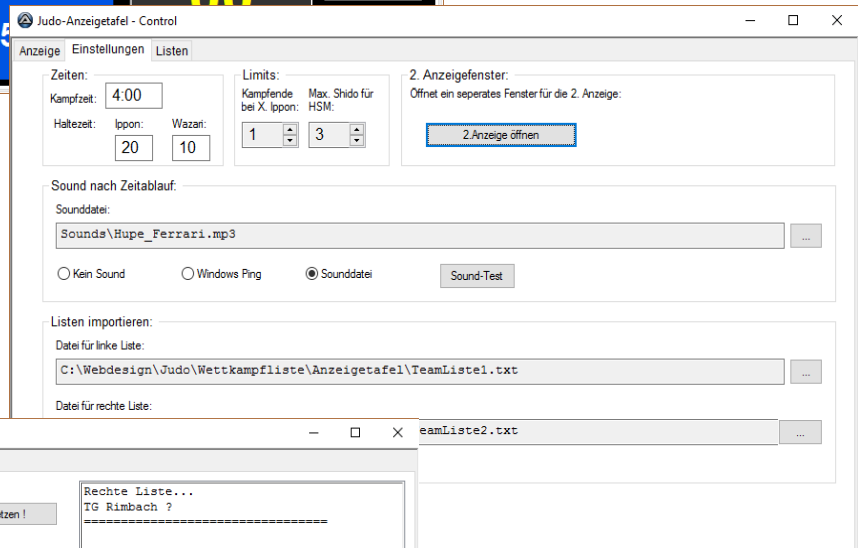 Judo-Anzeigetafel - Control
Anzeige Einstellungen Listen
Zeiten:
Kampfzeit: 4:00
Haltezeit: Ippon: Wazari:
20 10
Limits:
Kampfende Max. Shido für
bei X. Ippon: HSM:
1 3
2. Anzeigefenster:
Öffnet ein seperates Fenster für die 2. Anzeige:
2.Anzeige öffnen
Sound nach Zeitablauf:
Sounddatei:
Sounds\Hupe_Ferrari.mp3 ...
Kein Sound Windows Ping Sounddatei Sound-Test
Listen importieren:
Datei für linke Liste:
C:\Webdesign\Judo\Wettkampfliste\Anzeigetafel\TeamListe1.txt ...
Datei für rechte Liste:
eamListe2.txt ...
Rechte Liste...
TG Rimbach ?
================================
tzen !